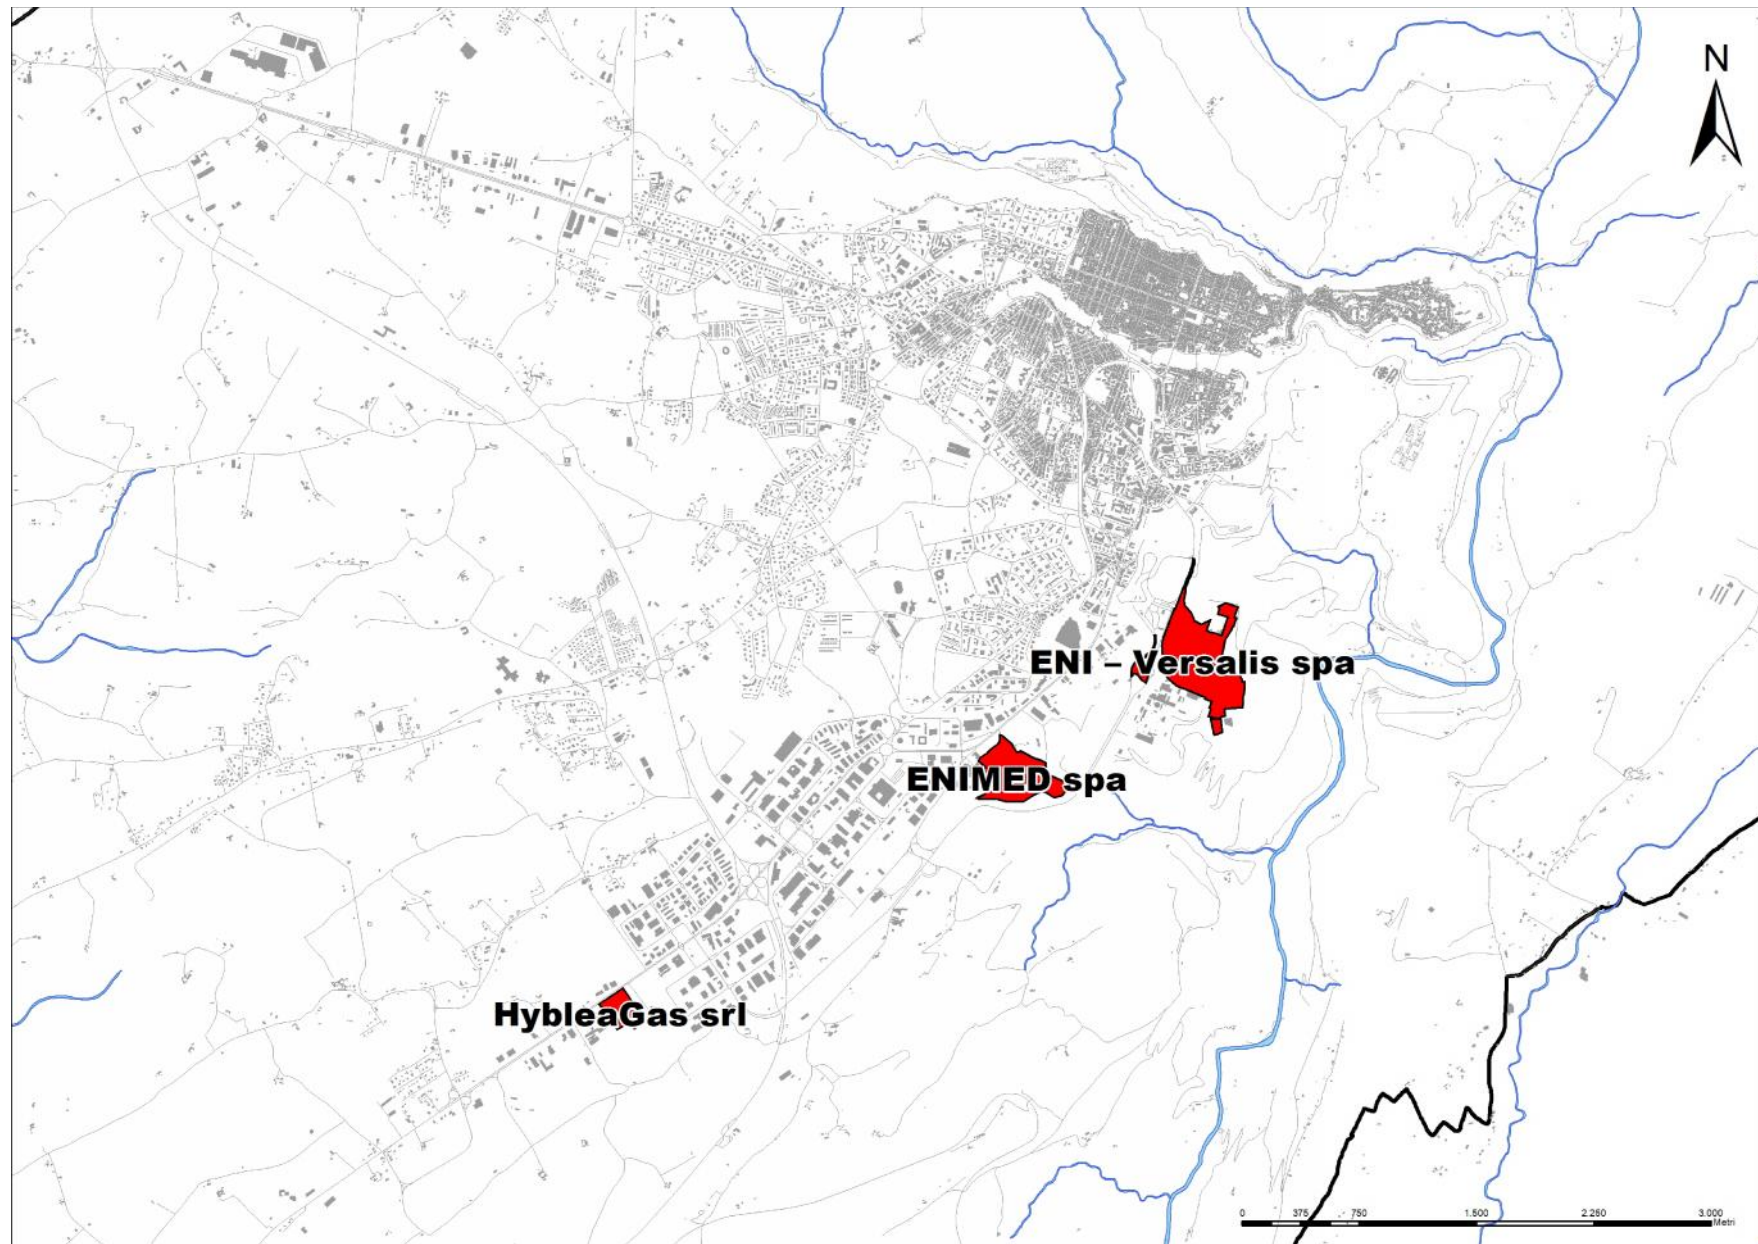 N
ENI – Versalis spa
ENIMED spa
HybleaGas srl
0 375 750 1.500 2.250 3.000
Metri